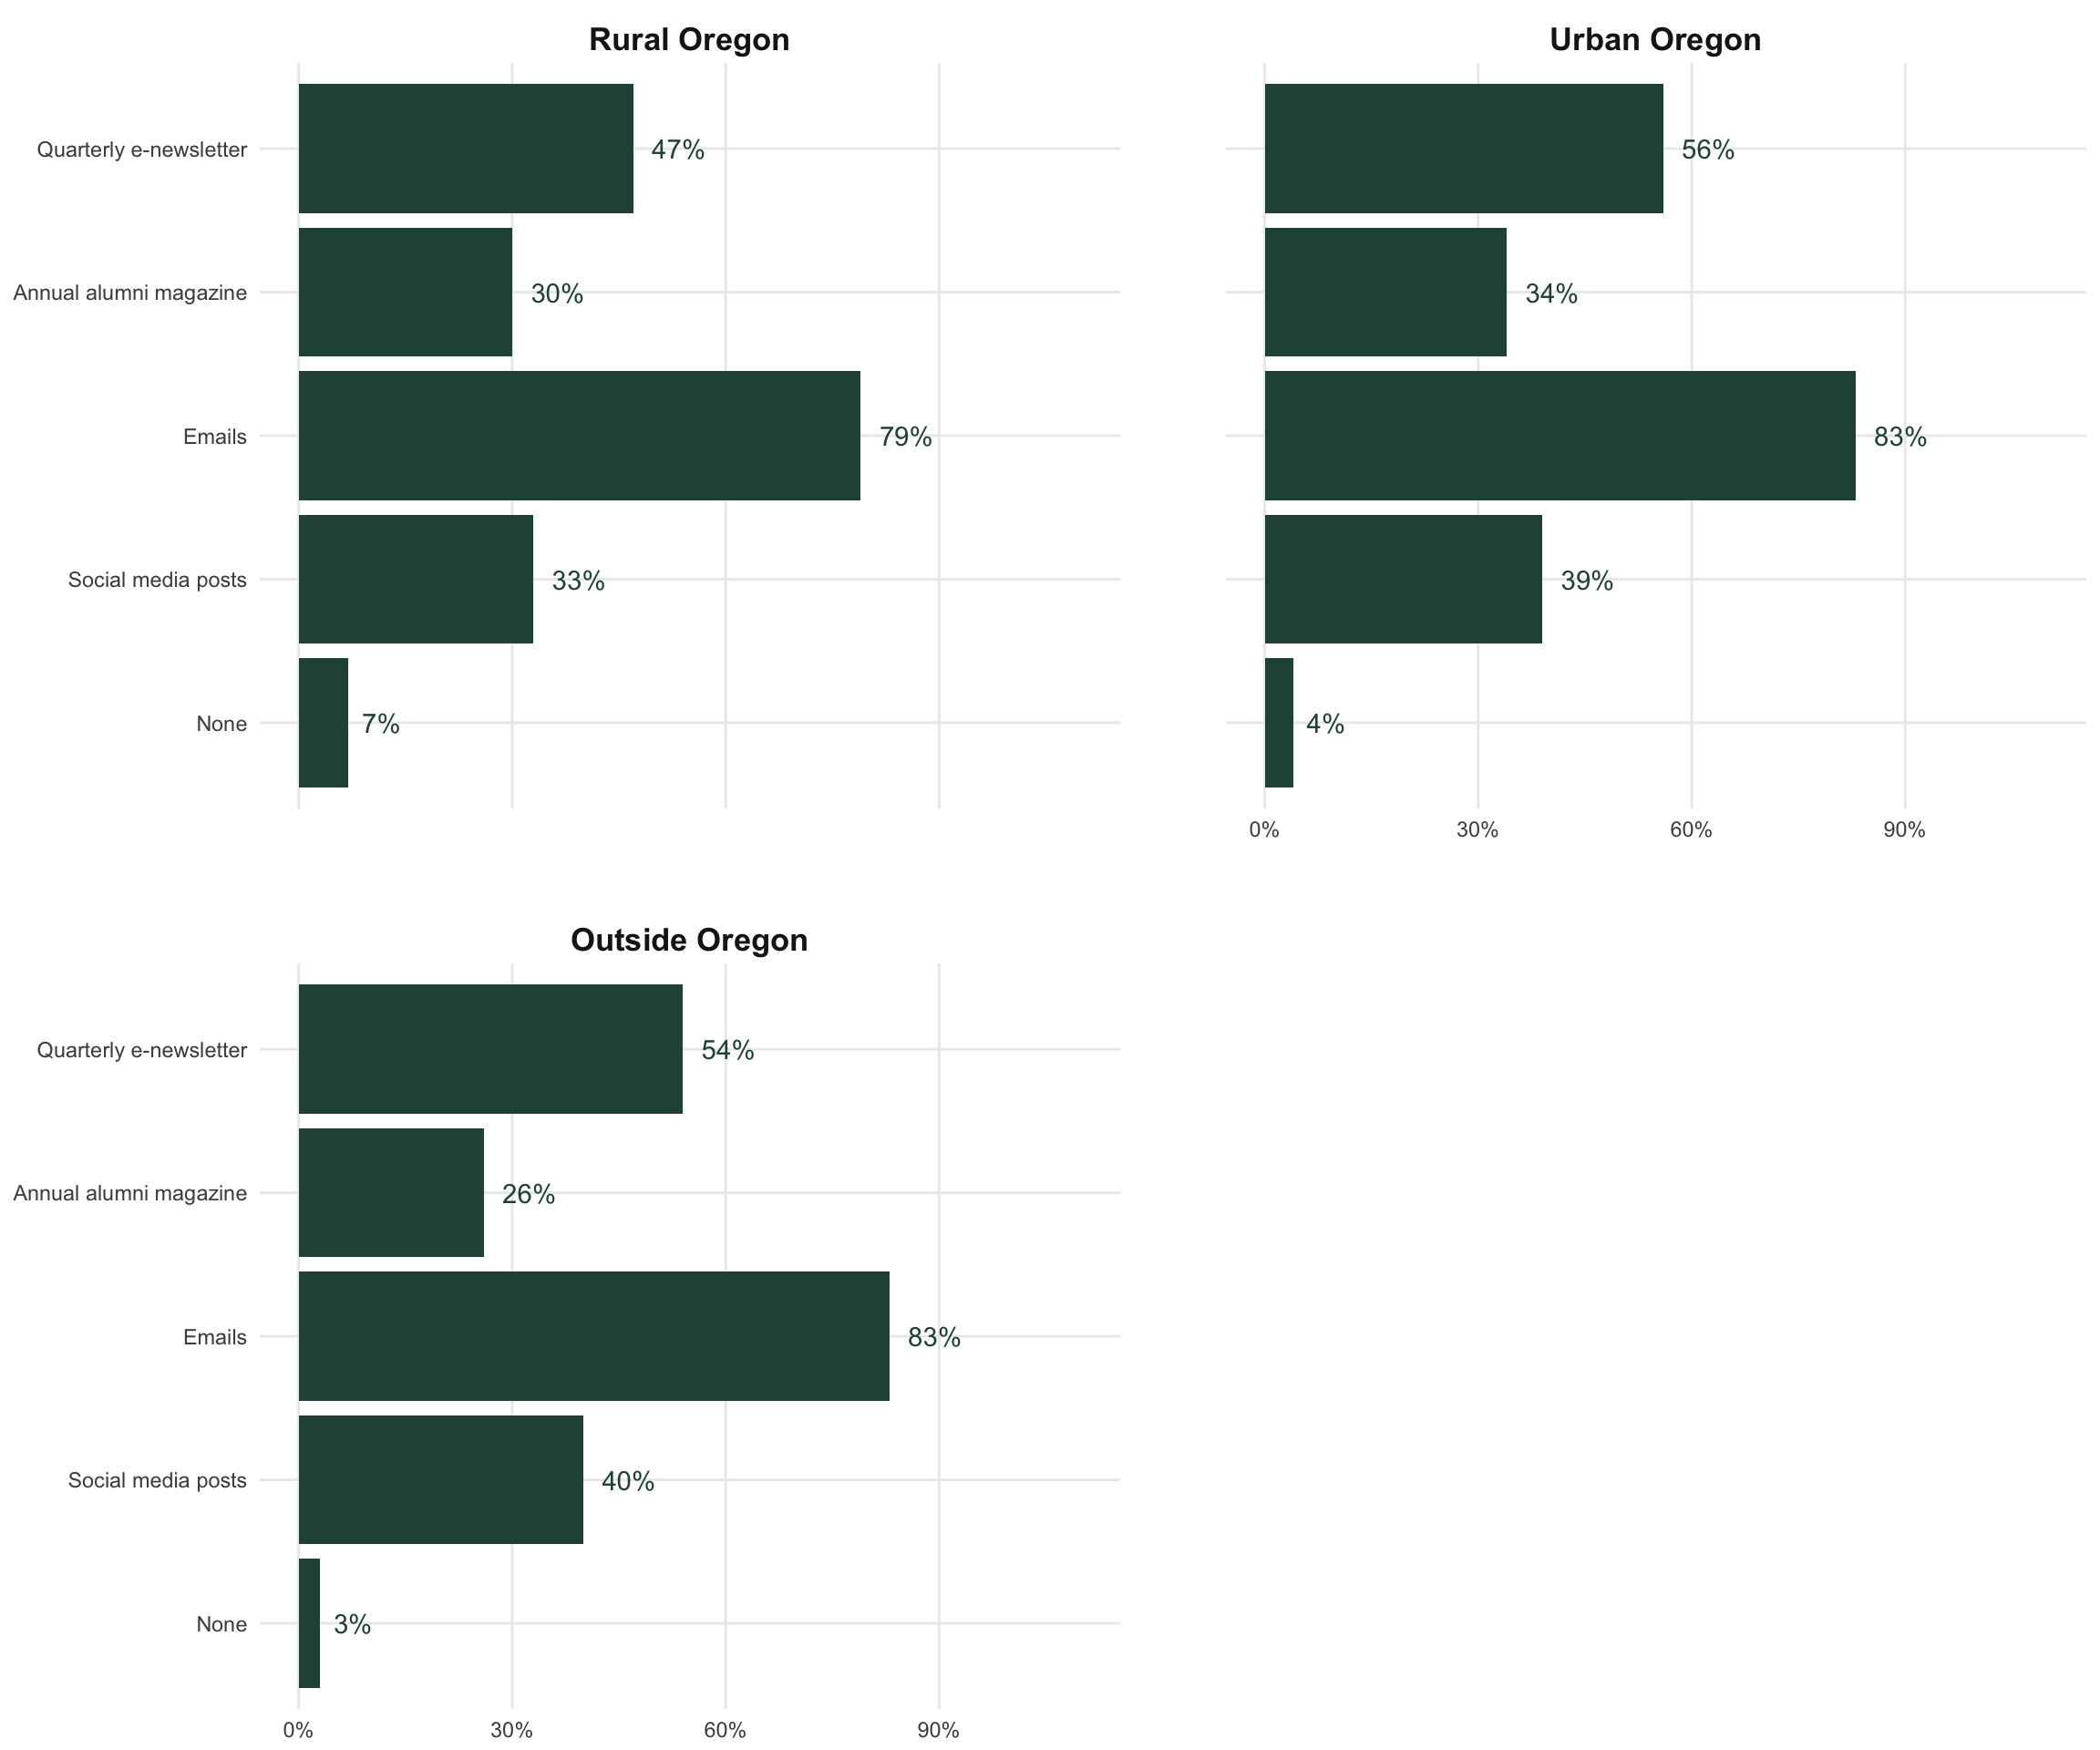 Rural Oregon
Quarterly e-newsletter 47%
Annual alumni magazine 30%
Emails 79%
Social media posts 33%
None 7%
Urban Oregon
56%
34%
83%
39%
4%
0% 30% 60% 90%
Outside Oregon
Quarterly e-newsletter 54%
Annual alumni magazine 26%
Emails 83%
Social media posts 40%
None 3%
0% 30% 60% 90%